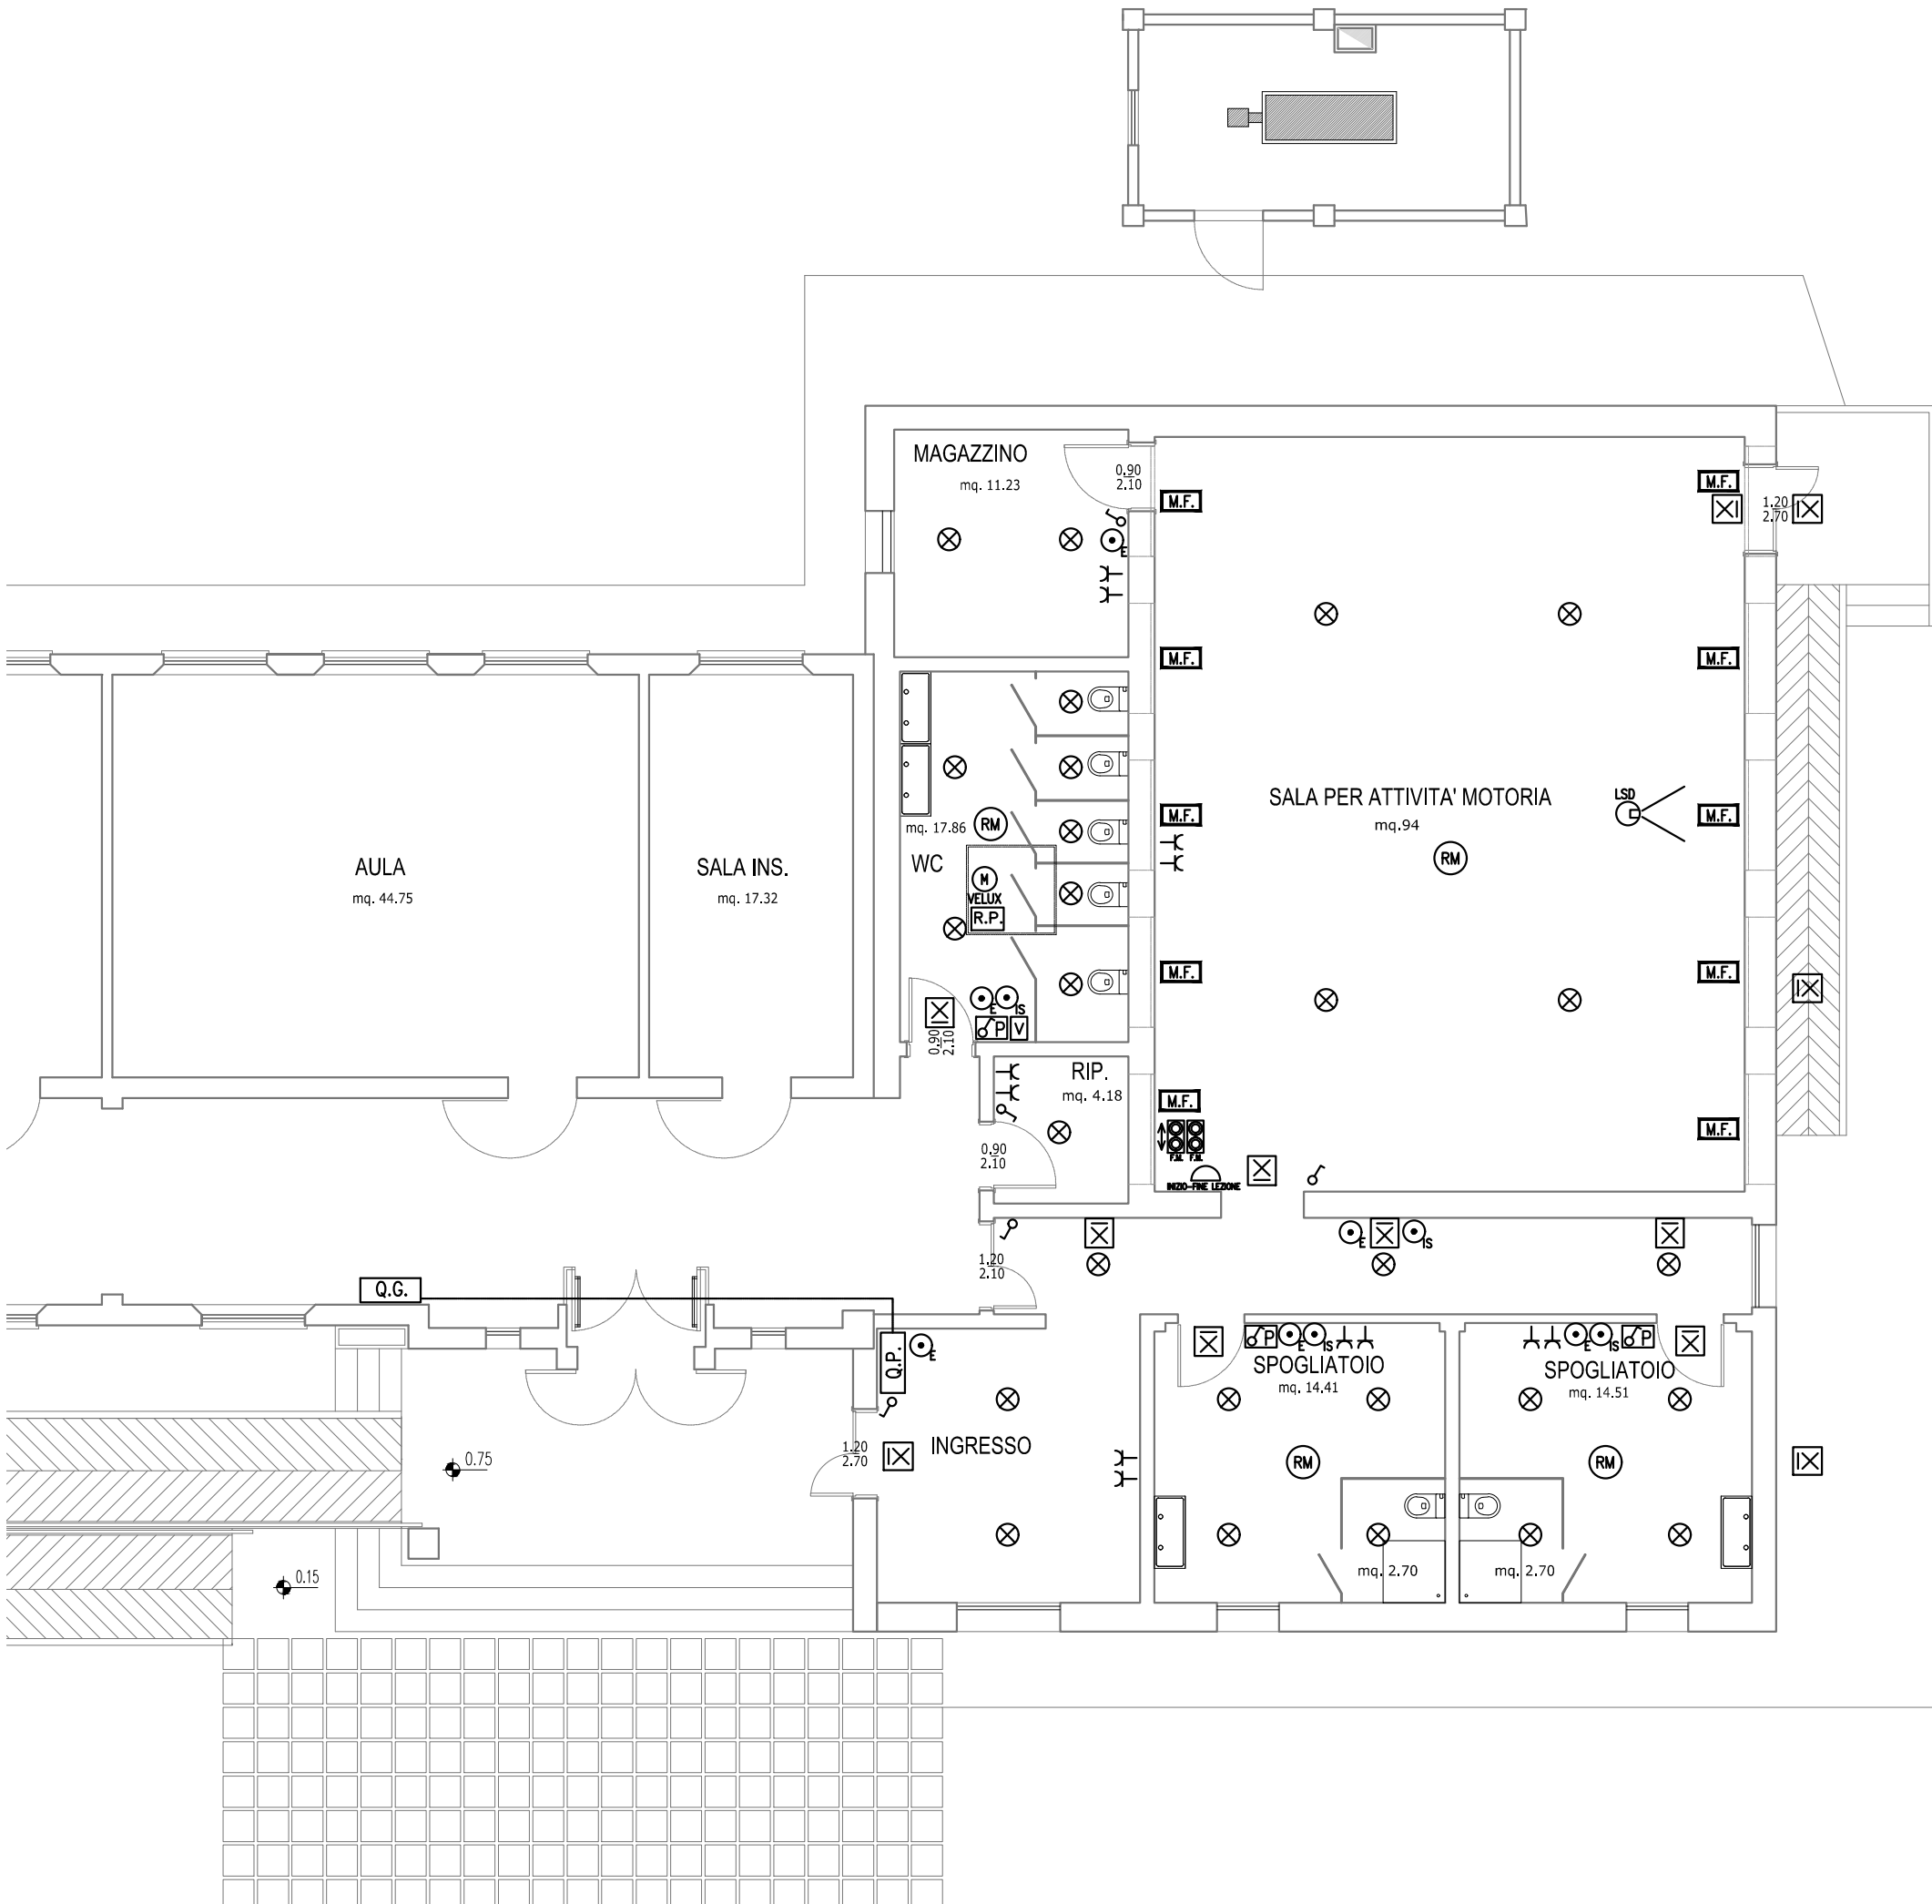 MAGAZZINO
mq. 11.23
0.90
2.10
M.F.
M.F.
1.20
2.70
E
M.F.
M.F.
SALA PER ATTIVITA' MOTORIA
mq.94
LSD
M.F.
M.F.
RM
mq. 17.86
RM
WC
M
VELUX
R.P.
AULA
mq. 44.75
SALA INS.
mq. 17.32
M.F.
M.F.
E
IS
P
V
0.90
2.10
RIP.
mq. 4.18
M.F.
M.F.
F.M.
F.M.
INIZIO-FINE LEZIONE
0.90
2.10
E
IS
1.20
2.10
Q.G.
Q.P.
E
P
E
IS
SPOGLIATOIO
mq. 14.41
E
IS
P
SPOGLIATOIO
mq. 14.51
INGRESSO
1.20
2.70
RM
RM
0.75
mq. 2.70
mq. 2.70
0.15